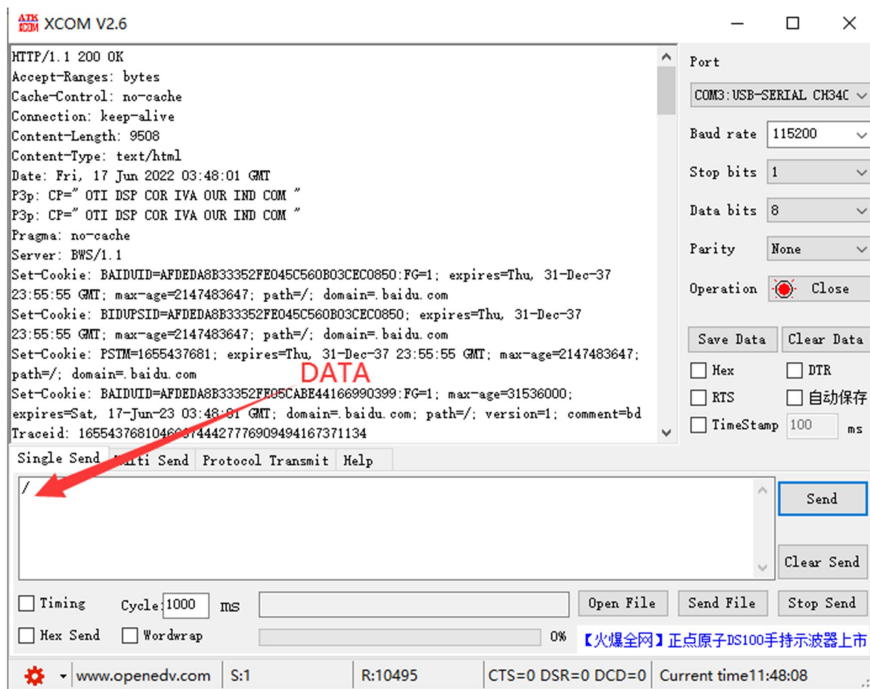 XCOM V2.6
HTTP/1.1 200 OK
Accept-Ranges: bytes
Cache-Control: no-cache
Connection: keep-alive
Content-Length: 9508
Content-Type: text/html
Date: Fri, 17 Jun 2022 03:48:01 GMT
P3p: CP=" OTI DSP COR IVA OUR IND COM "
P3p: CP=" OTI DSP COR IVA OUR IND COM "
Pragma: no-cache
Server: BWS/1.1
Set-Cookie: BAIDUID=AFDEDA8B33352FE045C560B03CEC0850:FG=1; expires=Thu, 31-Dec-37
23:55:55 GMT; max-age=2147483647; path=/; domain=.baidu.com
Set-Cookie: BIDUPSID=AFDEDA8B33352FE045C560B03CEC0850; expires=Thu, 31-Dec-37
23:55:55 GMT; max-age=2147483647; path=/; domain=.baidu.com
Set-Cookie: PSTM=1655437681; expires=Thu, 31-Dec-37 23:55:55 GMT; max-age=2147483647;
path=/; domain=.baidu.com
DATA
Set-Cookie: BAIDUID=AFDEDA8B33352FE05CABE44166990399:FG=1; max-age=31536000;
expires=Sat, 17-Jun-23 03:48:01 GMT; domain=.baidu.com; path=/; version=1; comment=bd
Traceid:
Port
COM3:USB-SERIAL CH34C
Baud rate 115200
Stop bits 1
Data bits 8
Parity None
Operation Close
Save Data Clear Data
Hex DTR
RTS 自动保存
TimeStamp 100 ms
Single Send Multi Send Protocol Transmit Help
/
Send
Clear Send
Timing Cycle: 1000 ms Open File Send File Stop Send
Hex Send Wordwrap 0% 【火爆全网】正点原子DS100手持示波器上市
www.openedv.com S:1 R:10495 CTS=0 DSR=0 DCD=0 Current time11:48:08